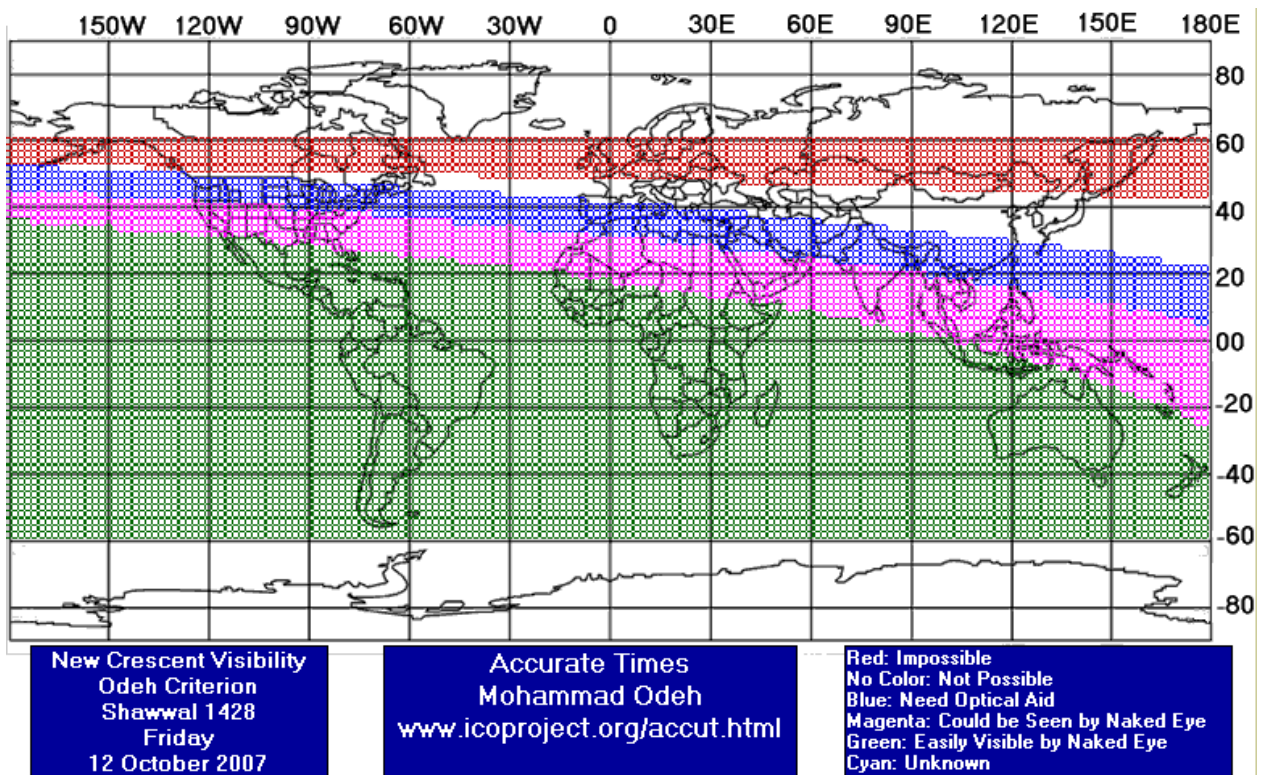 150W 120W 90W 60W 30W 0 30E 60E 90E 120E 150E 180E
80
60
40
20
00
-20
-40
-60
-80
New Crescent Visibility
Odeh Criterion
Shawwal 1428
Friday
12 October 2007
Accurate Times
Mohammad Odeh
www.icoproject.org/accut.html
Red: Impossible
No Color: Not Possible
Blue: Need Optical Aid
Magenta: Could be Seen by Naked Eye
Green: Easily Visible by Naked Eye
Cyan: Unknown